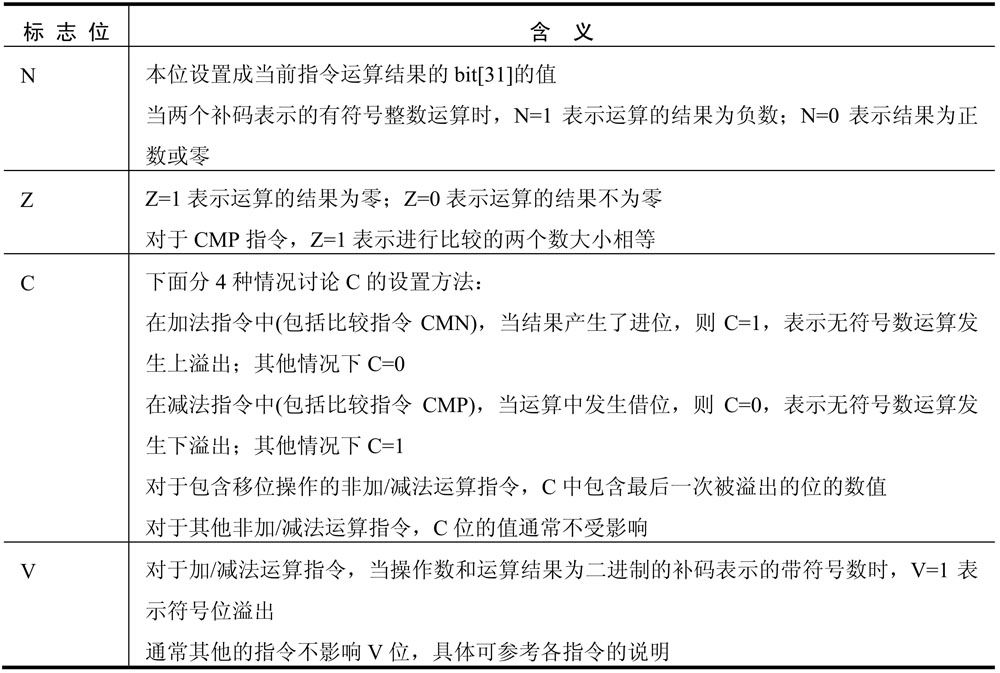 标 志 位 含 义
N 本位设置成当前指令运算结果的 bit[31]的值
当两个补码表示的有符号整数运算时，N=1 表示运算的结果为负数；N=0 表示结果为正
数或零
Z Z=1 表示运算的结果为零；Z=0 表示运算的结果不为零
对于 CMP 指令，Z=1 表示进行比较的两个数大小相等
C 下面分 4 种情况讨论 C 的设置方法：
在加法指令中(包括比较指令 CMN)，当结果产生了进位，则 C=1，表示无符号数运算发
生上溢出；其他情况下 C=0
在减法指令中(包括比较指令 CMP)，当运算中发生借位，则 C=0，表示无符号数运算发
生下溢出；其他情况下 C=1
对于包含移位操作的非加/减法运算指令，C 中包含最后一次被溢出的位的数值
对于其他非加/减法运算指令，C 位的值通常不受影响
V 对于加/减法运算指令，当操作数和运算结果为二进制的补码表示的带符号数时，V=1 表
示符号位溢出
通常其他的指令不影响 V 位，具体可参考各指令的说明